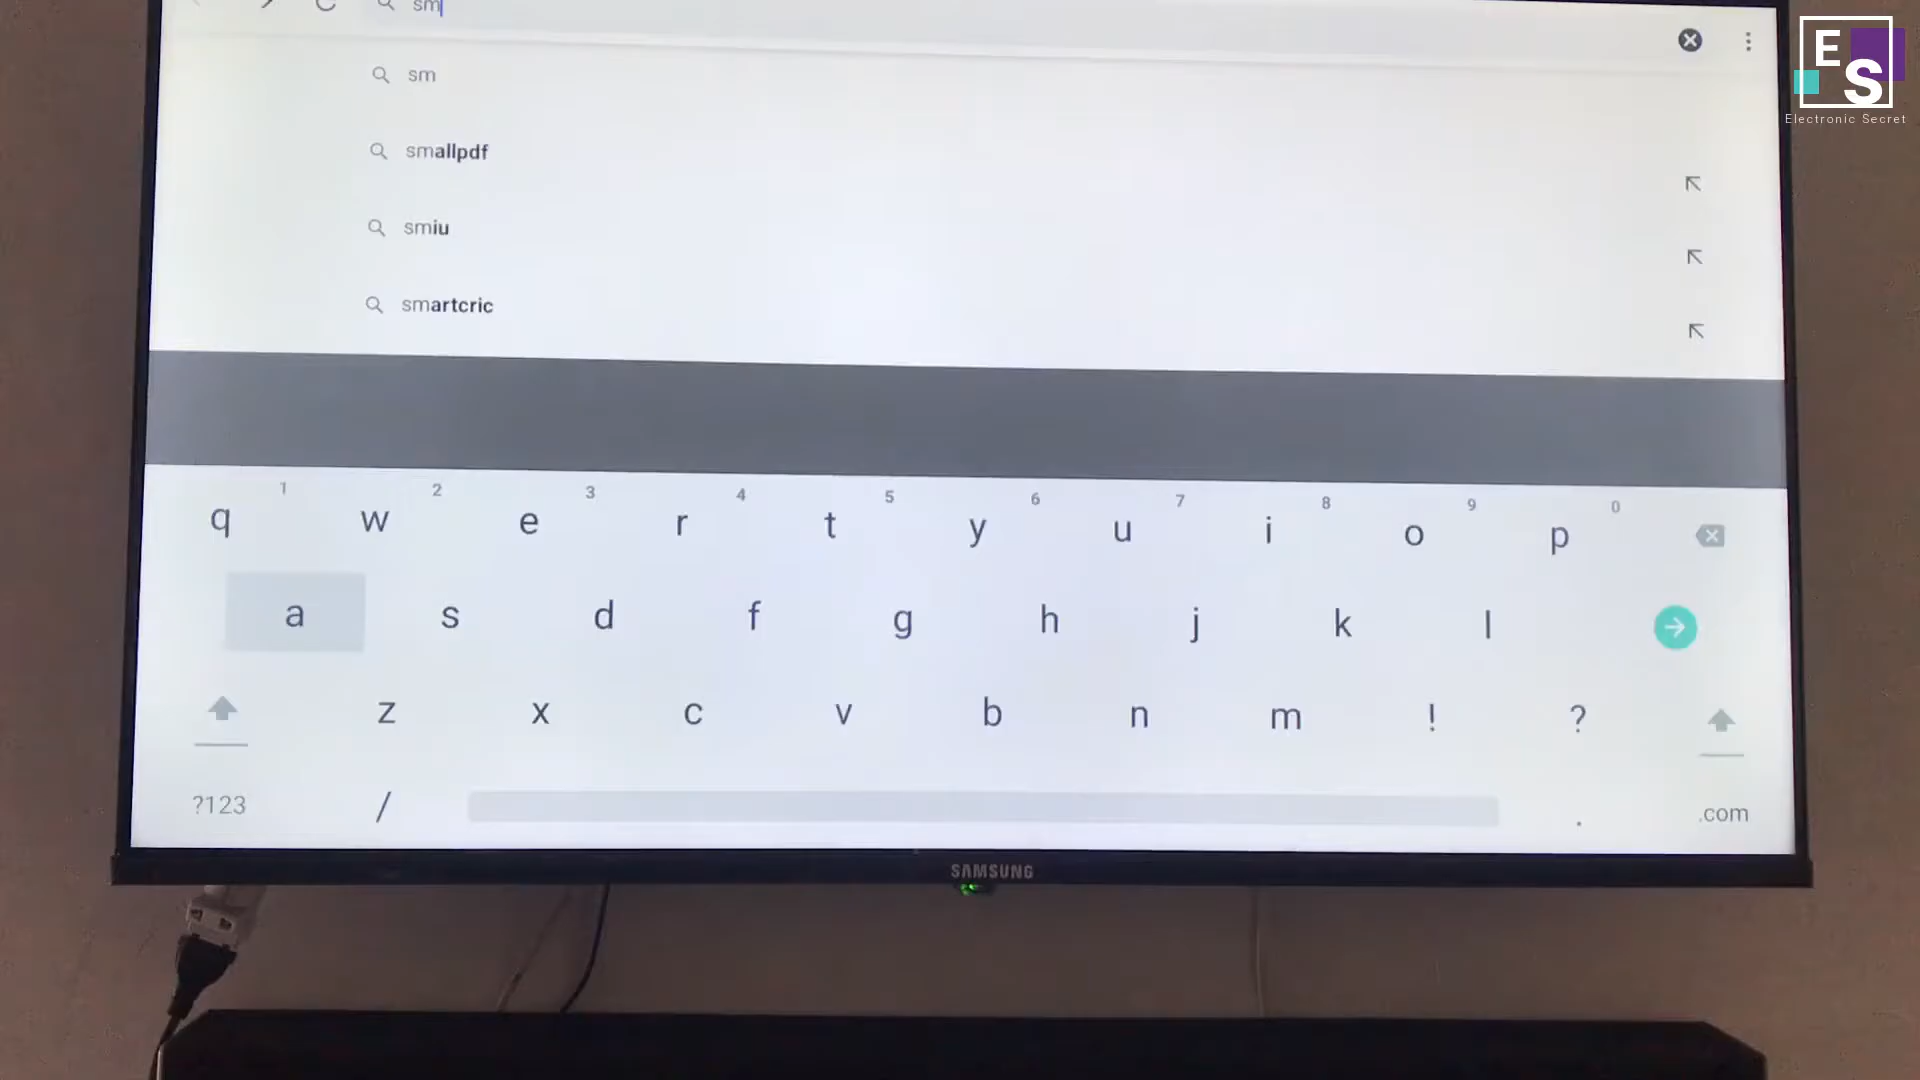 sm
sm
smallpdf
smiu
smartcric
1 2 3 4 5 6 7 8 9 0
q w e r t y u i o p
a s d f g h j k l
z x c v b n m ! ?
?123 / . .com
SAMSUNG
E
S
Electronic Secret